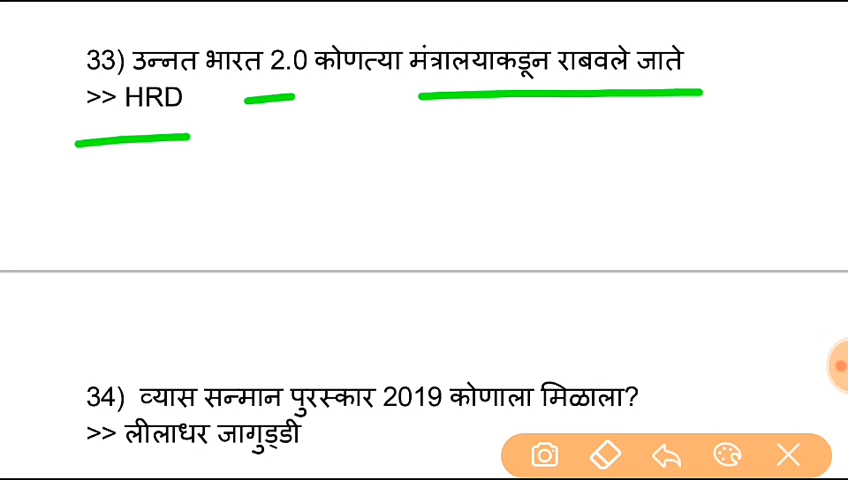 33) उन्नत भारत 2.0 कोणत्या मंत्रालयाकडून राबवले जाते
>> HRD
34) व्यास सन्मान पुरस्कार 2019 कोणाला मिळाला?
>> लीलाधर जागुड्डी